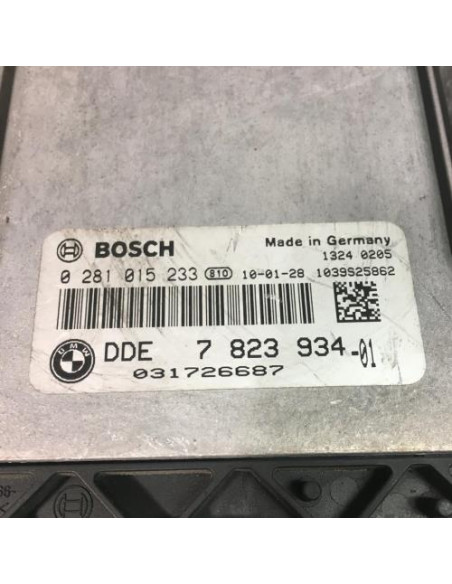 BOSCH Made in Germany
1324 0205
0 281 015 233 810 10-01-28 1039S25862
BMW DDE 7 823 934-01
031726687